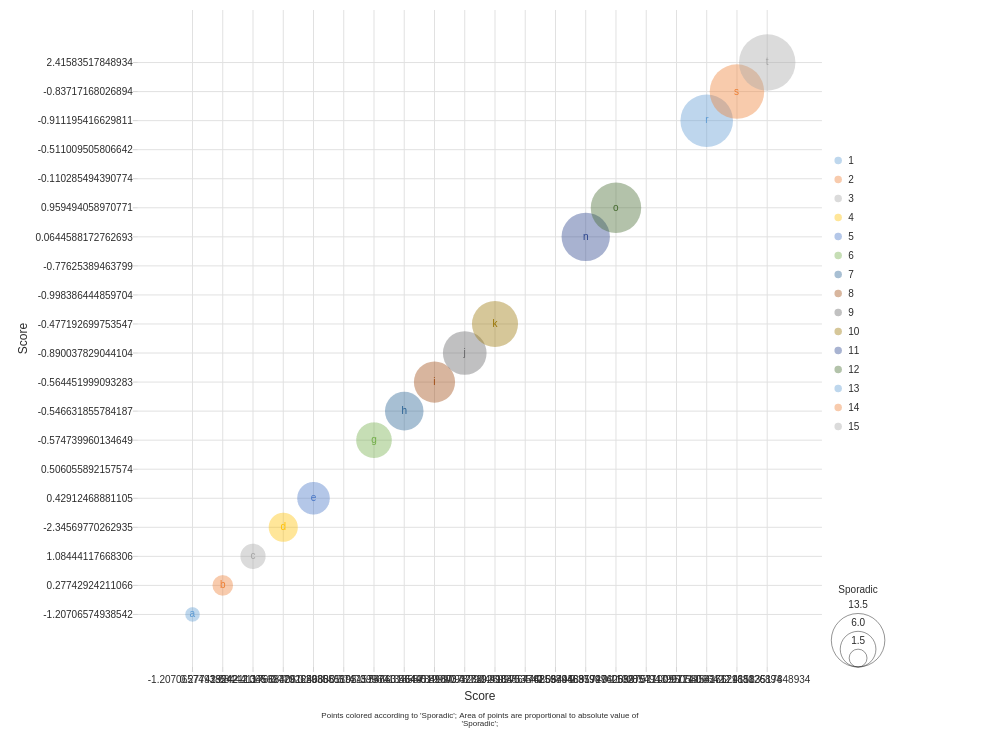 2.41583517848934
-0.83717168026894
-0.911195416629811
-0.511009505806642
-0.110285494390774
0.959494058970771
0.0644588172762693
-0.77625389463799
-0.998386444859704
-0.477192699753547
-0.890037829044104
-0.564451999093283
-0.546631855784187
-0.574739960134649
0.506055892157574
0.42912468881105
-2.34569770262935
1.08444117668306
0.27742924211066
-1.20706574938542
Score
t
s
r
o
n
k
j
i
h
g
e
d
c
b
a
1
2
3
4
5
6
7
8
9
10
11
12
13
14
15
Sporadic
13.5
6.0
1.5
Score
Points colored according to 'Sporadic'; Area of points are proportional to absolute value of
'Sporadic';